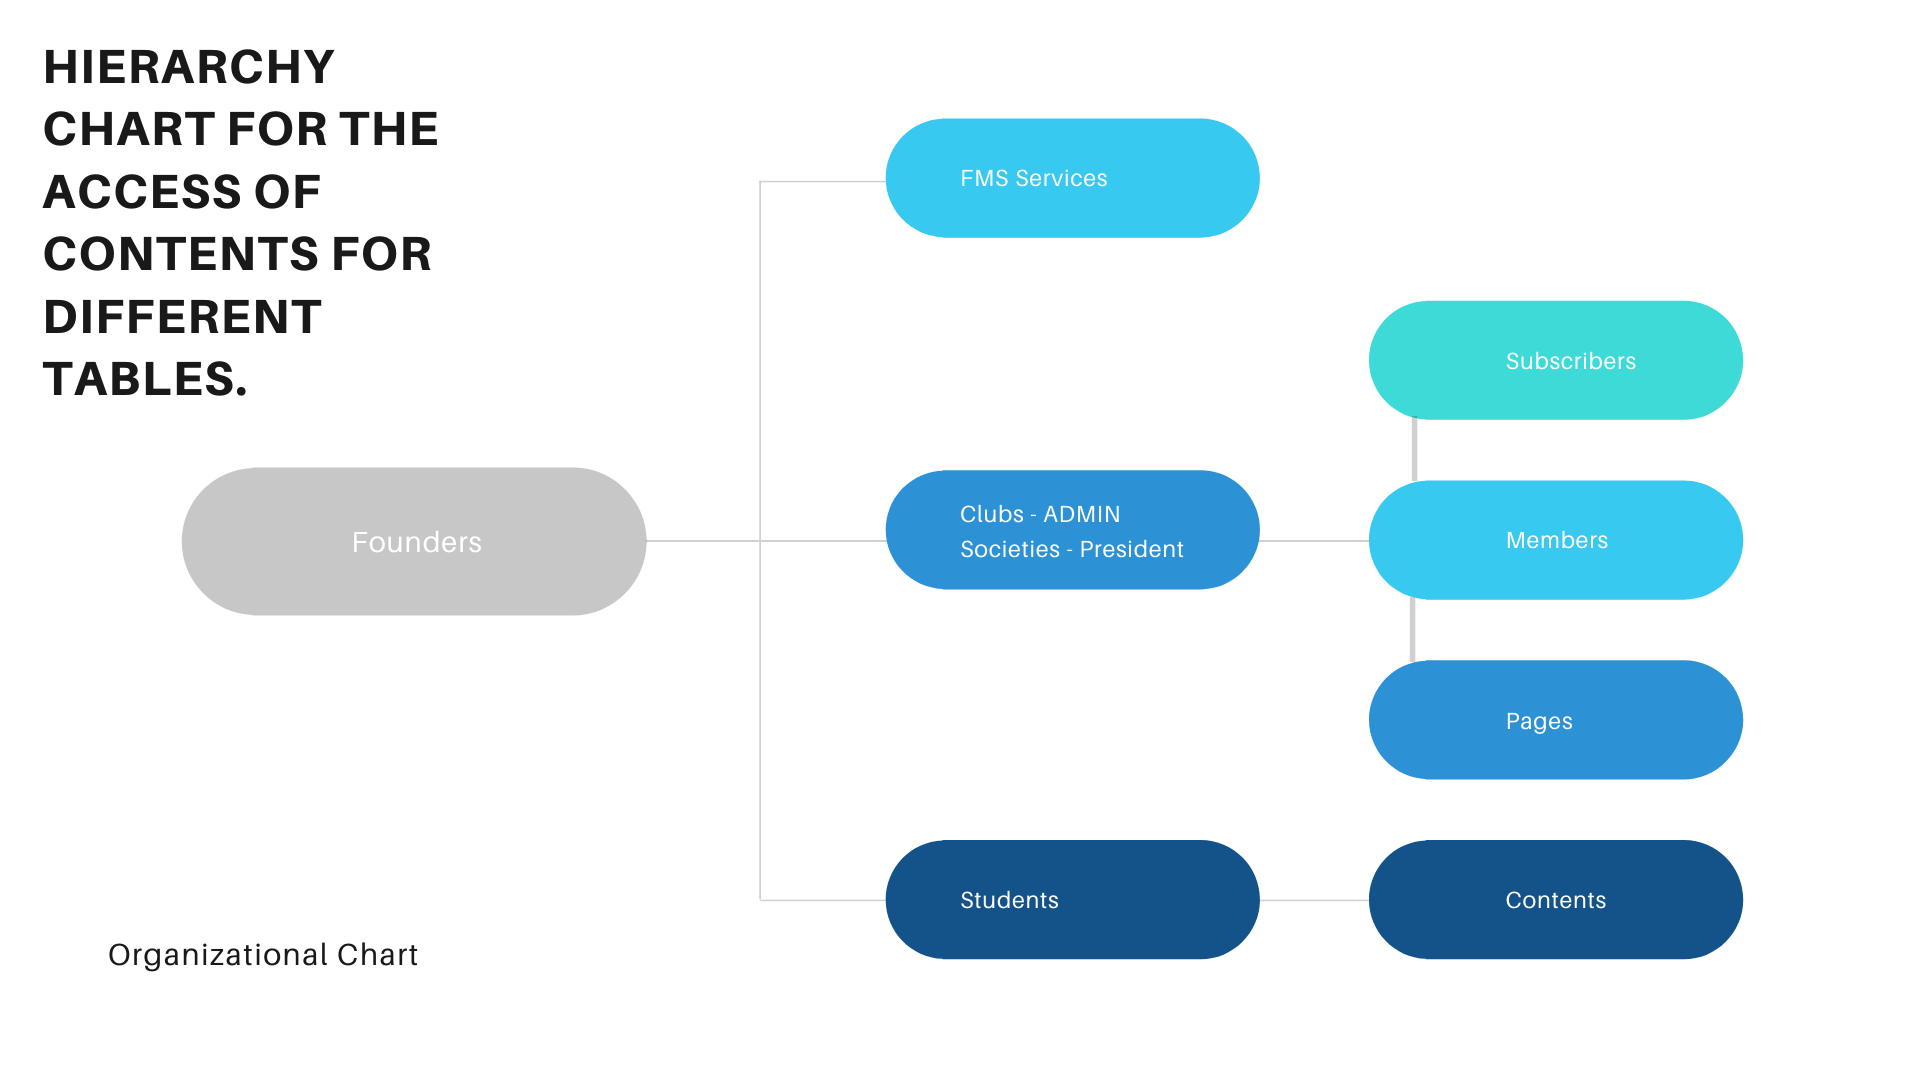 HIERARCHY
CHART FOR THE
ACCESS OF
CONTENTS FOR
DIFFERENT
TABLES.
FMS Services
Subscribers
Founders
Clubs - ADMIN
Societies - President
Members
Pages
Students
Contents
Organizational Chart